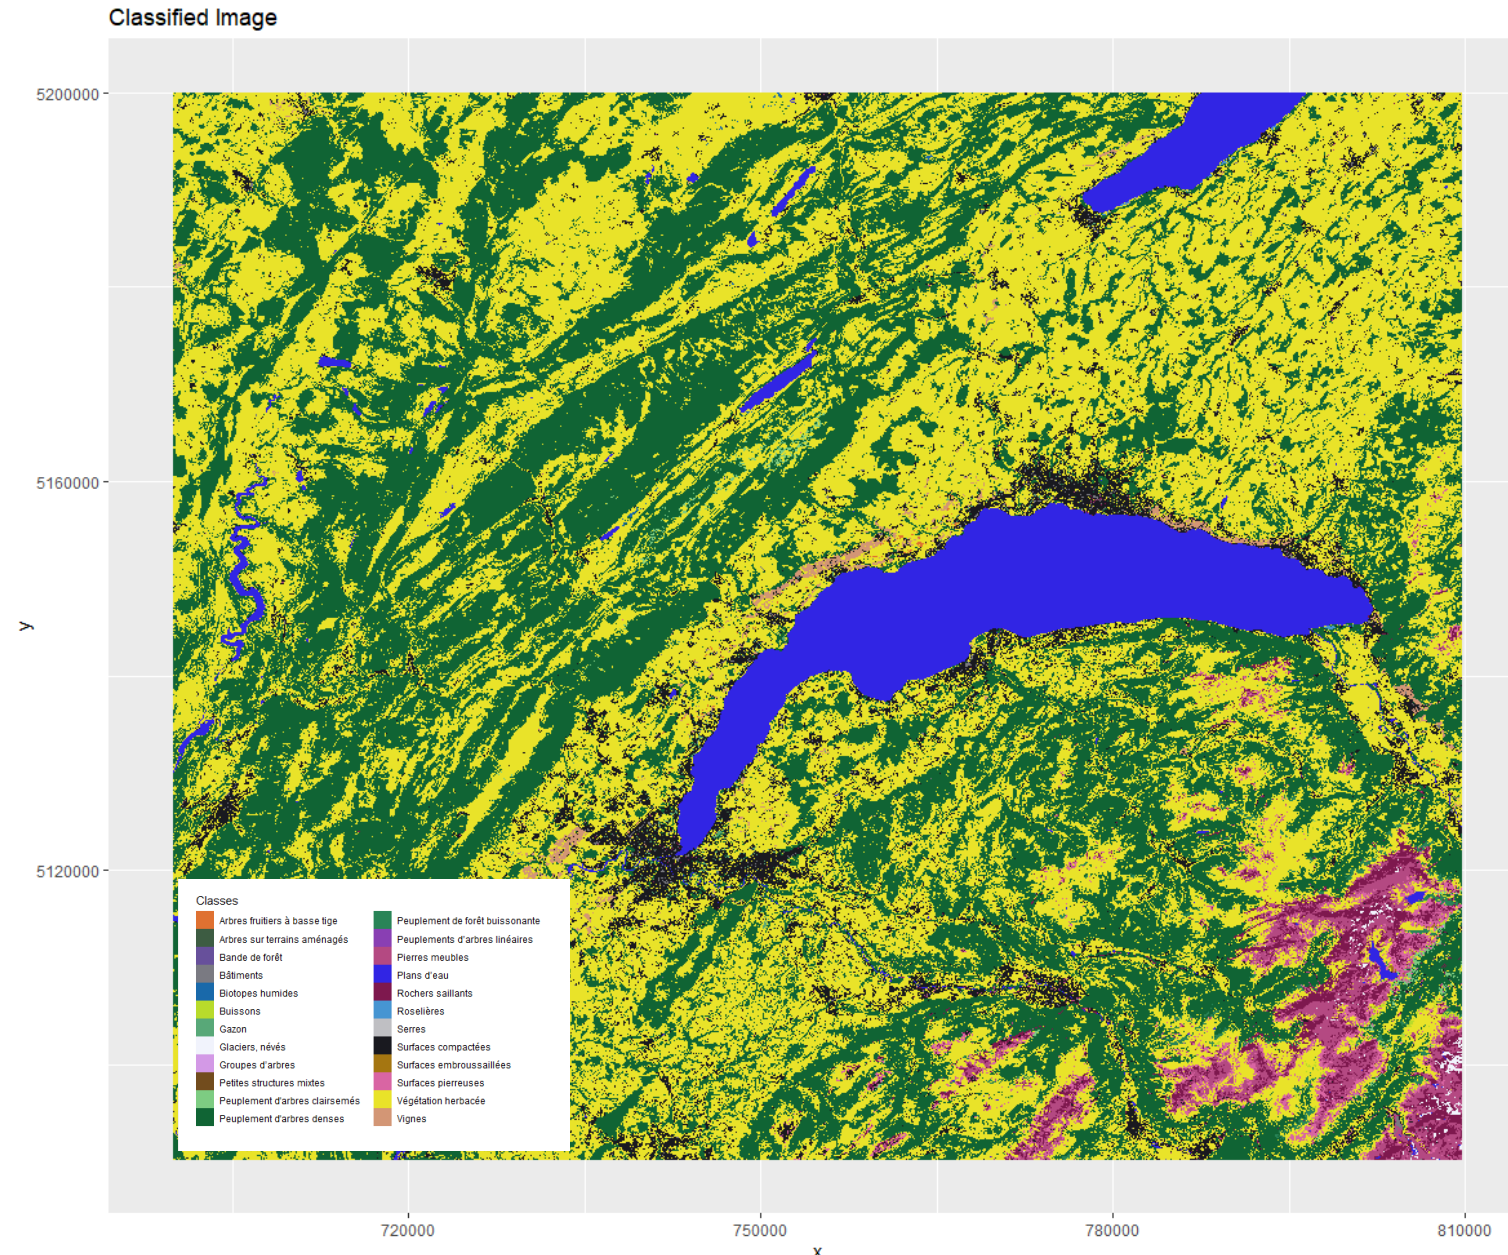 Classified Image
5200000
5160000
5120000
y
Classes
Arbres fruitiers à basse tige
Arbres sur terrains aménagés
Bande de forêt
Bâtiments
Biotopes humides
Buissons
Gazon
Glaciers, névés
Groupes d'arbres
Petites structures mixtes
Peuplement d'arbres clairsemés
Peuplement d'arbres denses
Peuplement de forêt buissonante
Peuplements d'arbres linéaires
Pierres meubles
Plans d'eau
Rochers saillants
Roselières
Serres
Surfaces compactées
Surfaces embroussaillées
Surfaces pierreuses
Végétation herbacée
Vignes
720000
750000
780000
810000
x